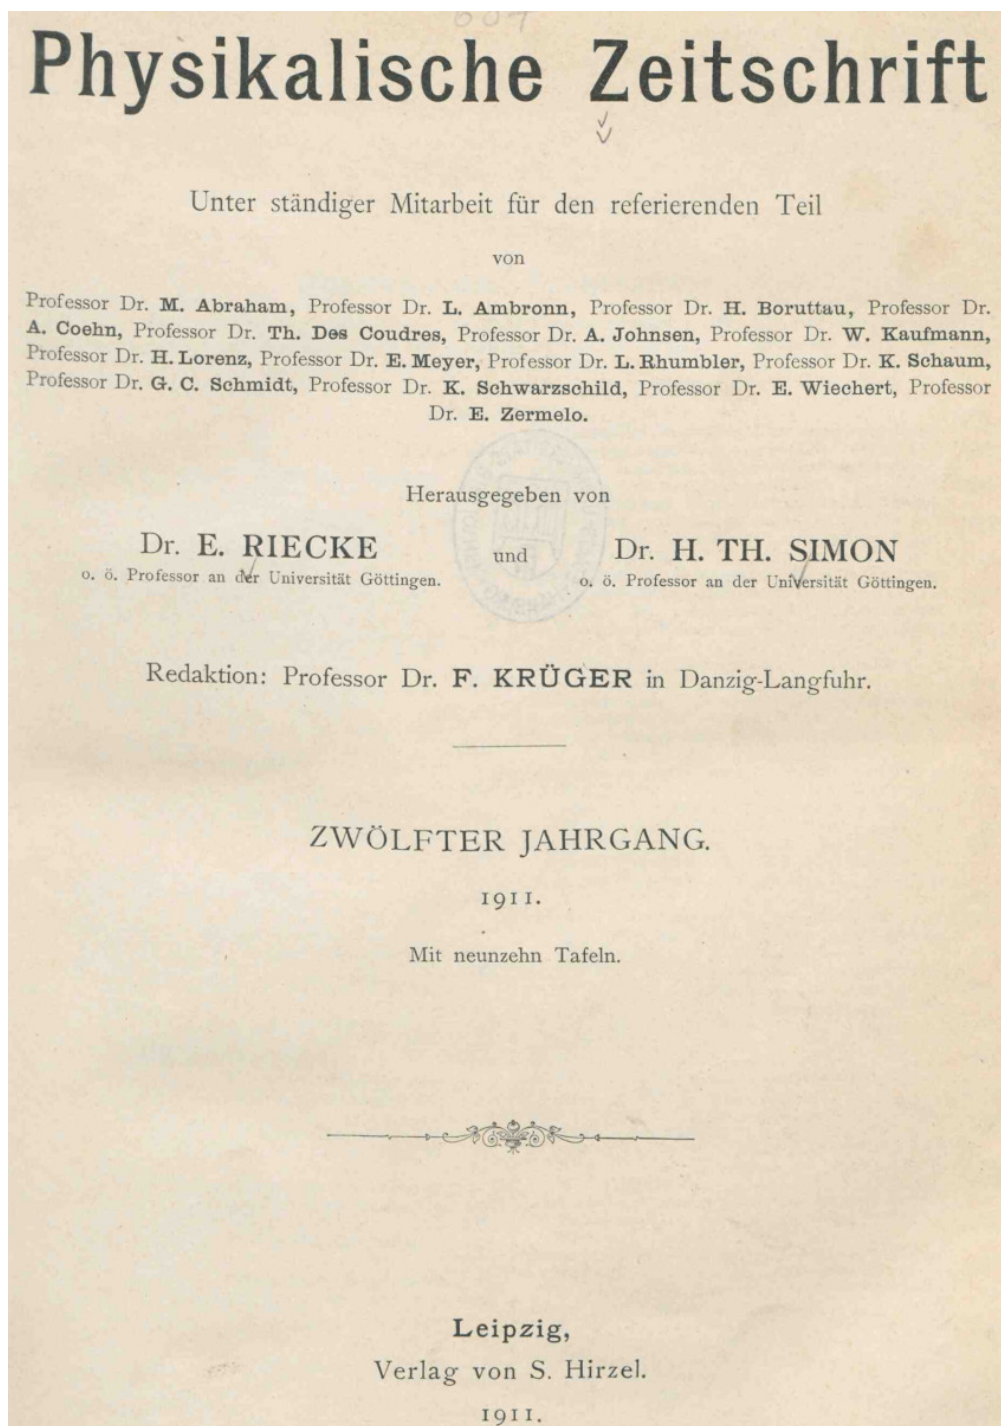 Physikalische Zeitschrift
Unter ständiger Mitarbeit für den referierenden Teil
von
Professor Dr. M. Abraham, Professor Dr. L. Ambronn, Professor Dr. H. Boruttau, Professor Dr.
A. Coehn, Professor Dr. Th. Des Coudres, Professor Dr. A. Johnsen, Professor Dr. W. Kaufmann,
Professor Dr. H. Lorenz, Professor Dr. E. Meyer, Professor Dr. L. Rhumbler, Professor Dr. K. Schaum,
Professor Dr. G. C. Schmidt, Professor Dr. K. Schwarzschild, Professor Dr. E. Wiechert, Professor
Dr. E. Zermelo.
Herausgegeben von
Dr. E. RIECKE und Dr. H. TH. SIMON
o. ö. Professor an der Universität Göttingen. o. ö. Professor an der Universität Göttingen.
Redaktion: Professor Dr. F. KRÜGER in Danzig-Langfuhr.
ZWÖLFTER JAHRGANG.
1911.
Mit neunzehn Tafeln.
Leipzig,
Verlag von S. Hirzel.
1911.